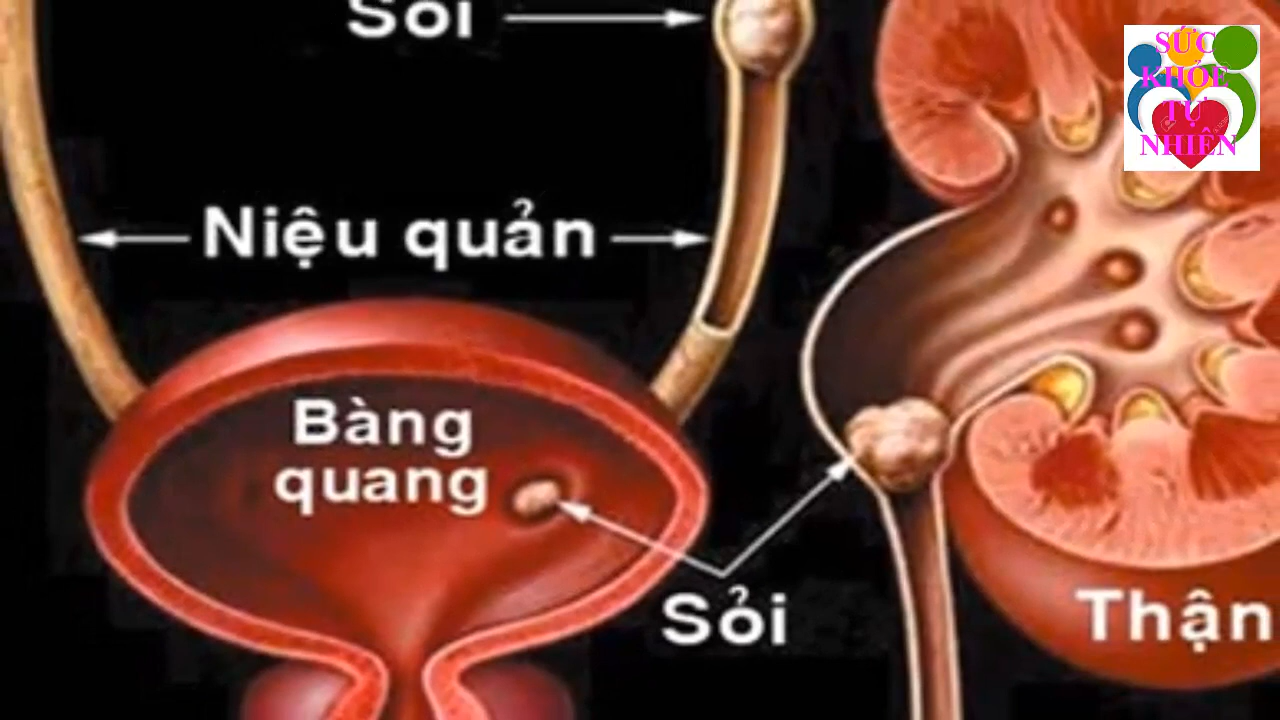 Sỏi
SỨC
KHỎE
TỰ
NHIÊN
Niệu quản
Bàng
quang
Sỏi
Thận